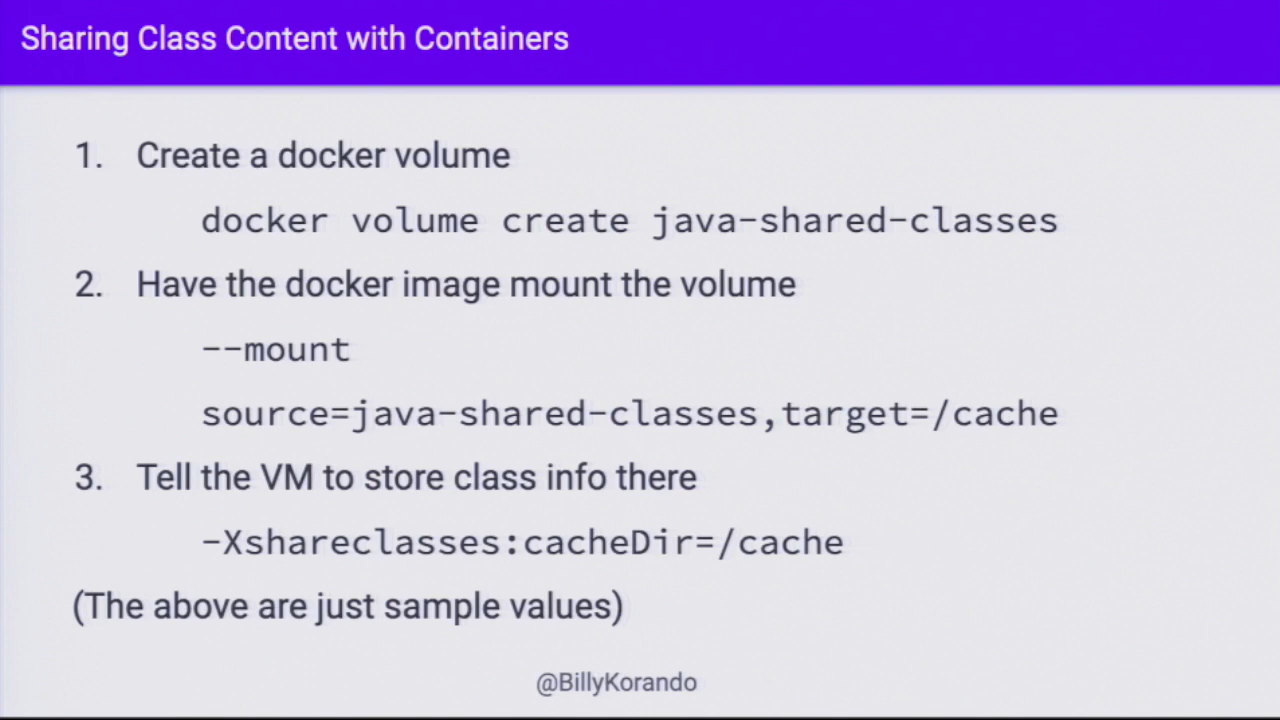 Sharing Class Content with Containers
1. Create a docker volume
docker volume create java-shared-classes
2. Have the docker image mount the volume
--mount
source=java-shared-classes,target=/cache
3. Tell the VM to store class info there
-Xshareclasses:cacheDir=/cache
(The above are just sample values)
@BillyKorando